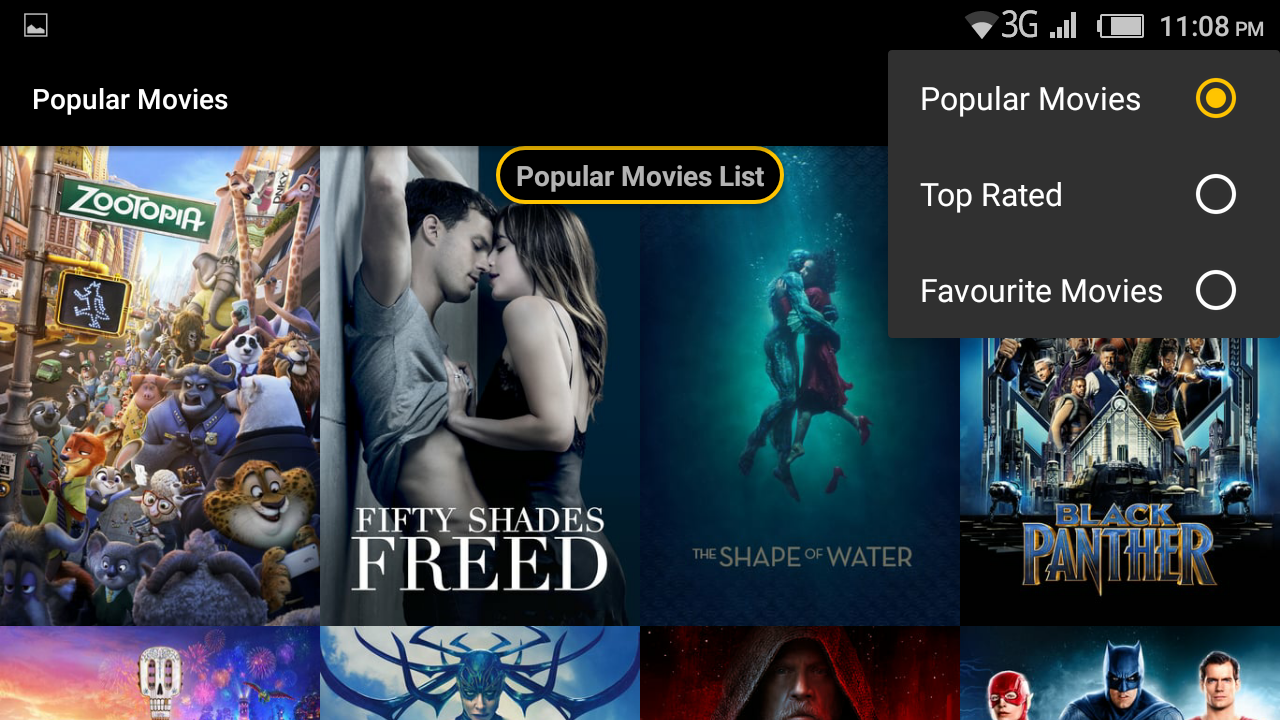 3G 11:08 PM
Popular Movies
Popular Movies
Top Rated
Favourite Movies
Popular Movies List
ZOOTOPIA
FIFTY SHADES
FREED
THE SHAPE OF WATER
BLACK
PANTHER